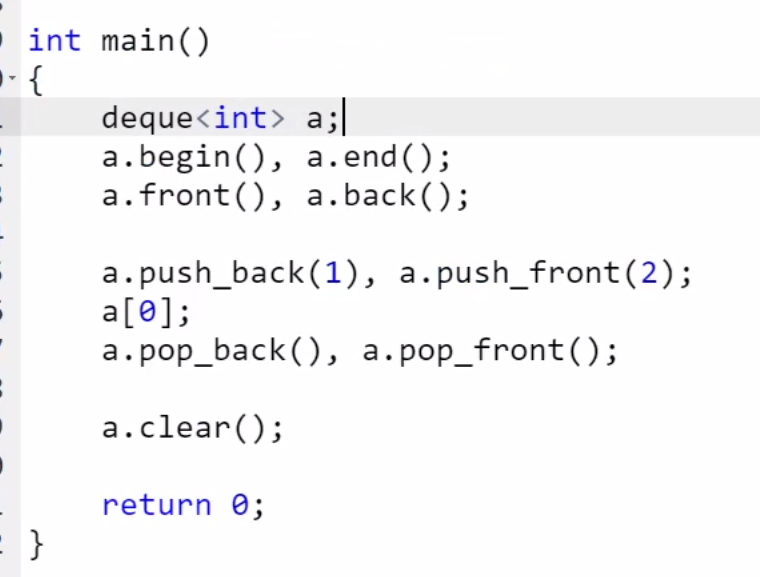 int main()
{
    deque<int> a;
    a.begin(), a.end();
    a.front(), a.back();

    a.push_back(1), a.push_front(2);
    a[0];
    a.pop_back(), a.pop_front();

    a.clear();

    return 0;
}